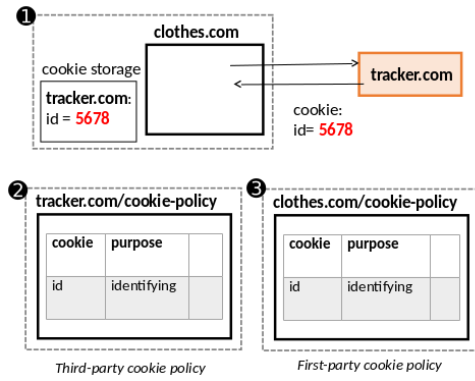 1
clothes.com
cookie storage
tracker.com:
id = 5678
tracker.com
cookie:
id= 5678
2
tracker.com/cookie-policy
cookie purpose
id identifying
Third-party cookie policy
3
clothes.com/cookie-policy
cookie purpose
id identifying
First-party cookie policy